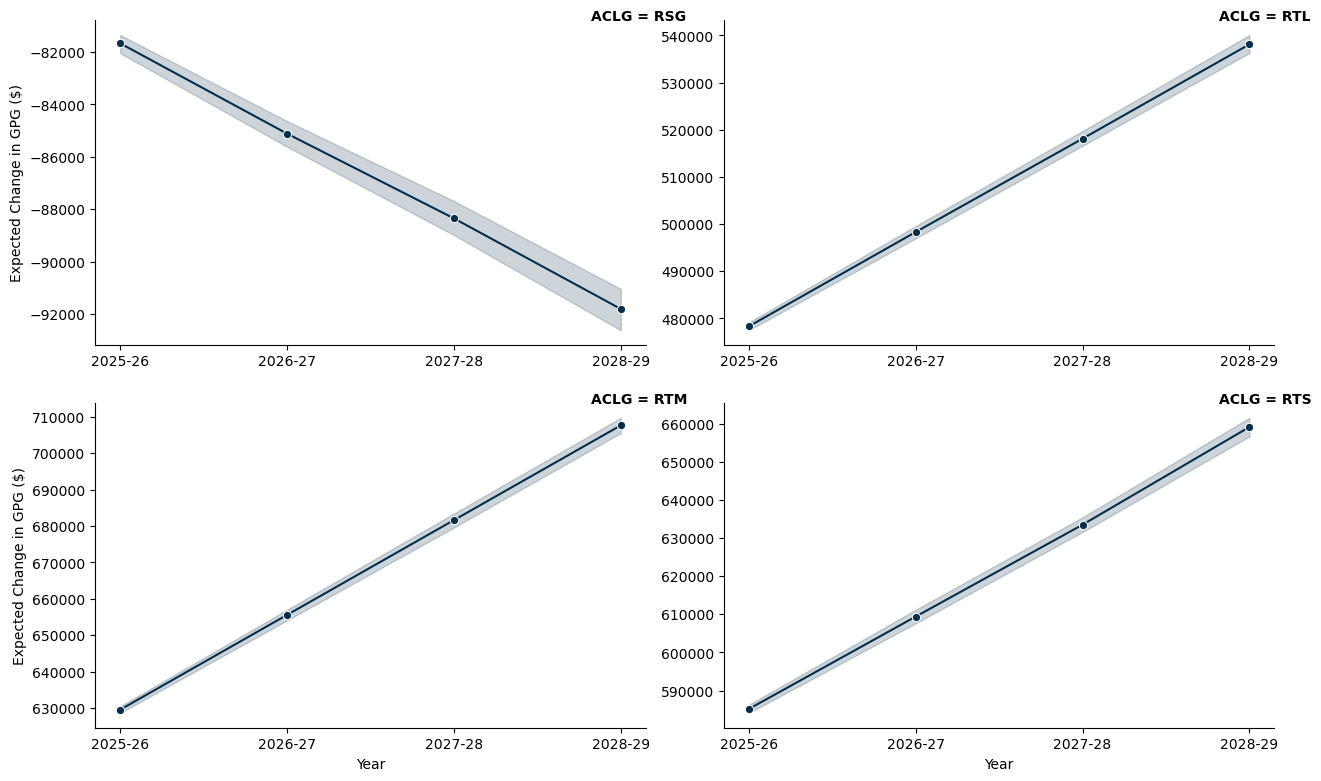 ACLG = RSG
Expected Change in GPG ($)
−82000
−84000
−86000
−88000
−90000
−92000
2025-26 2026-27 2027-28 2028-29
ACLG = RTL
540000
530000
520000
510000
500000
490000
480000
2025-26 2026-27 2027-28 2028-29
ACLG = RTM
Expected Change in GPG ($)
710000
700000
690000
680000
670000
660000
650000
640000
630000
2025-26 2026-27 2027-28 2028-29
Year
ACLG = RTS
660000
650000
640000
630000
620000
610000
600000
590000
2025-26 2026-27 2027-28 2028-29
Year